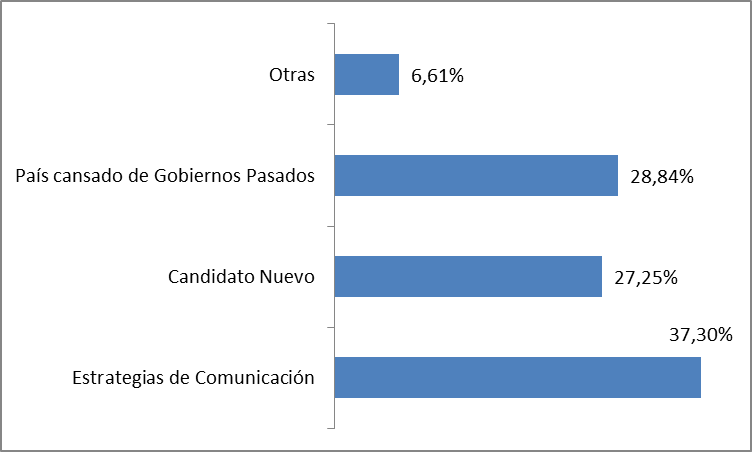 Otras
6,61%
País cansado de Gobiernos Pasados
28,84%
Candidato Nuevo
27,25%
37,30%
Estrategias de Comunicación